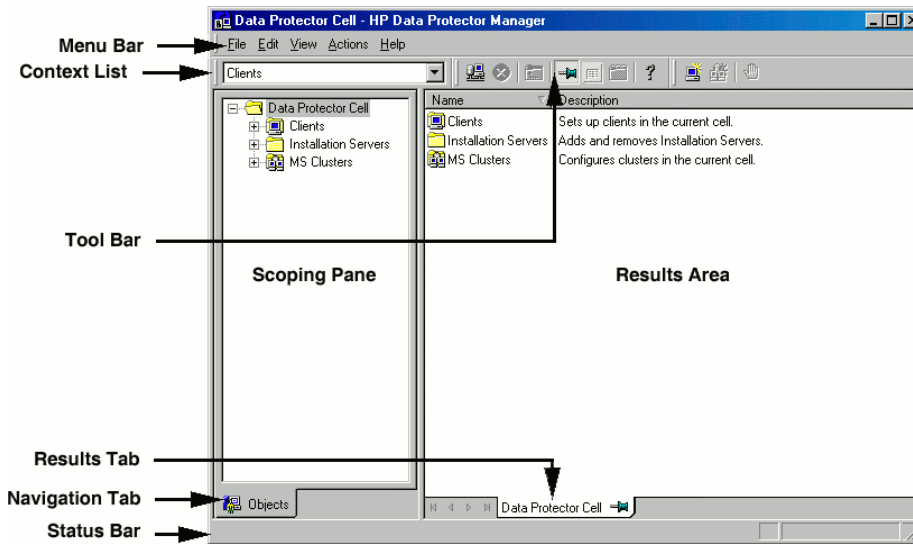 Data Protector Cell - HP Data Protector Manager
Menu Bar
File Edit View Actions Help
Context List
Clients
Name Description
Data Protector Cell
Clients
Installation Servers
MS Clusters
Clients Sets up clients in the current cell.
Installation Servers Adds and removes Installation Servers.
MS Clusters Configures clusters in the current cell.
Tool Bar
Scoping Pane
Results Area
Results Tab
Navigation Tab
Objects
Data Protector Cell
Status Bar